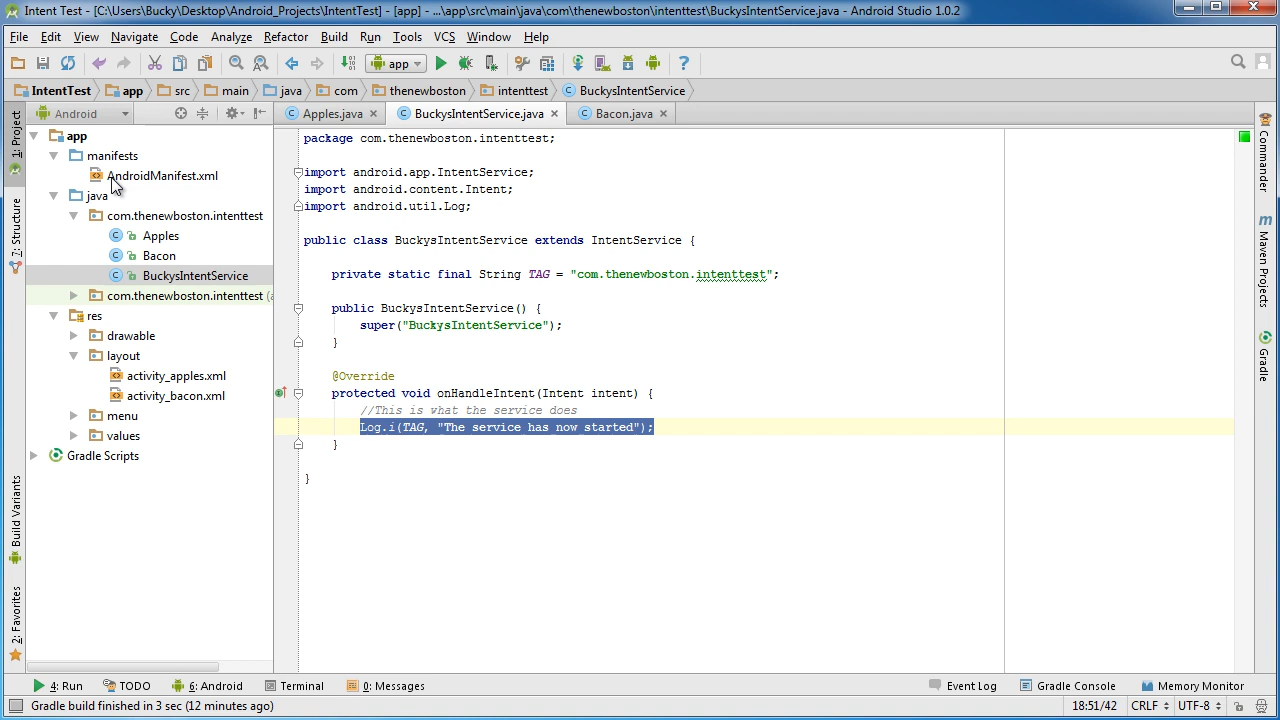 Intent Test - [C:\Users\Bucky\Desktop\Android_Projects\IntentTest] - [app] - ...\app\src\main\java\com\thenewboston\intenttest\BuckysIntentService.java - Android Studio 1.0.2
File Edit View Navigate Code Analyze Refactor Build Run Tools VCS Window Help
app
IntentTest app src main java com thenewboston intenttest BuckysIntentService
Android
Apples.java BuckysIntentService.java Bacon.java
1: Project
7: Structure
Build Variants
2: Favorites
app
manifests
AndroidManifest.xml
java
com.thenewboston.intenttest
Apples
Bacon
BuckysIntentService
com.thenewboston.intenttest (a
res
drawable
layout
activity_apples.xml
activity_bacon.xml
menu
values
Gradle Scripts
package com.thenewboston.intenttest;
import android.app.IntentService;
import android.content.Intent;
import android.util.Log;
public class BuckysIntentService extends IntentService {
private static final String TAG = "com.thenewboston.intenttest";
public BuckysIntentService() {
super("BuckysIntentService");
}
@Override
protected void onHandleIntent(Intent intent) {
//This is what the service does
Log.i(TAG, "The service has now started");
}
}
Commander
Maven Projects
Gradle
4: Run TODO 6: Android Terminal 0: Messages Event Log Gradle Console Memory Monitor
Gradle build finished in 3 sec (12 minutes ago) 18:51/42 CRLF UTF-8